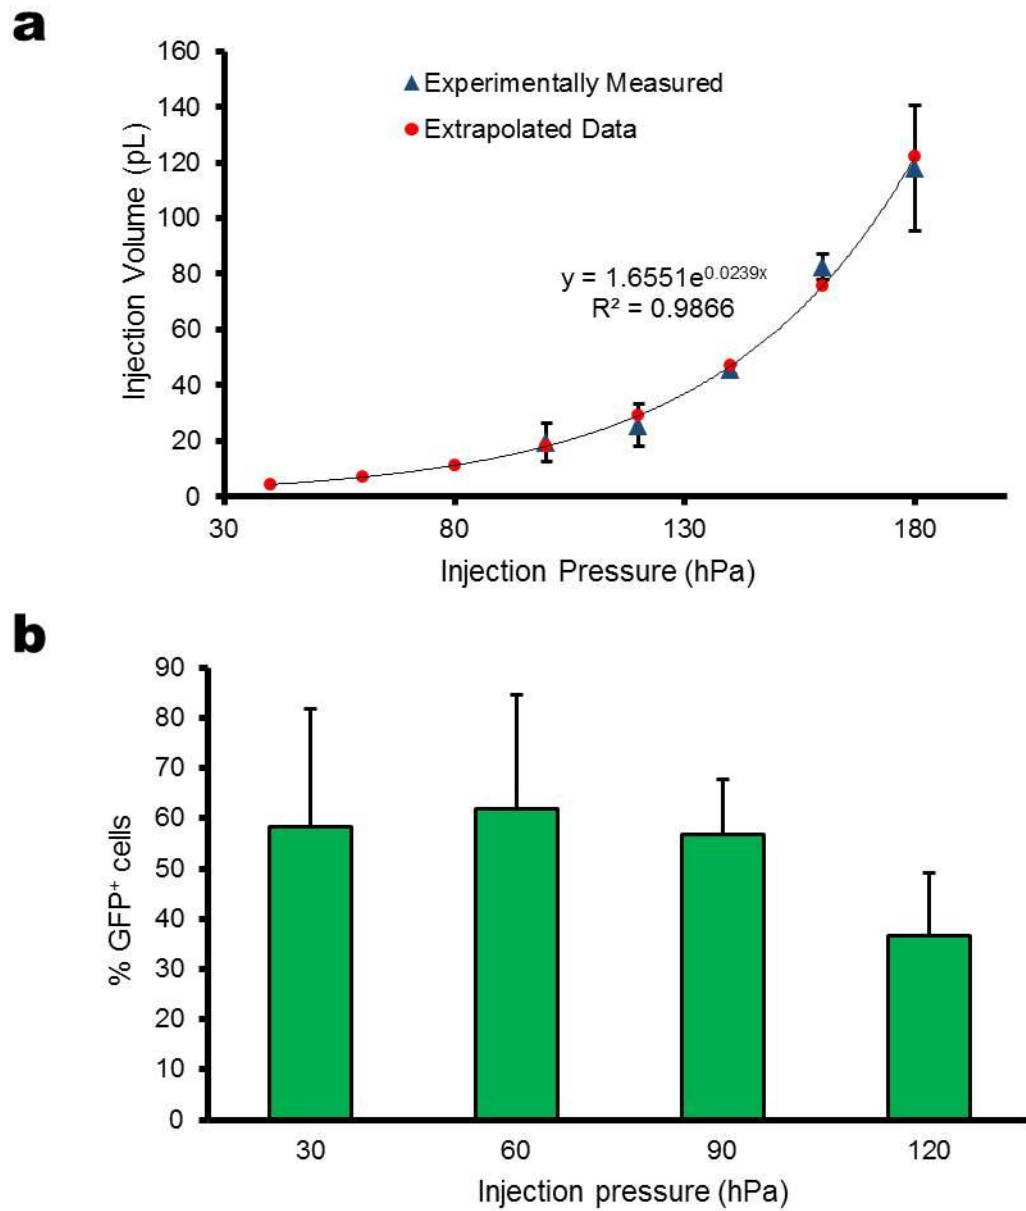 a
160
140
120
100
80
60
40
20
0
Injection Volume (pL)
Experimentally Measured
Extrapolated Data
y = 1.6551e^0.0239x
R² = 0.9866
30 80 130 180
Injection Pressure (hPa)
b
90
80
70
60
50
40
30
20
10
0
% GFP⁺ cells
30 60 90 120
Injection pressure (hPa)